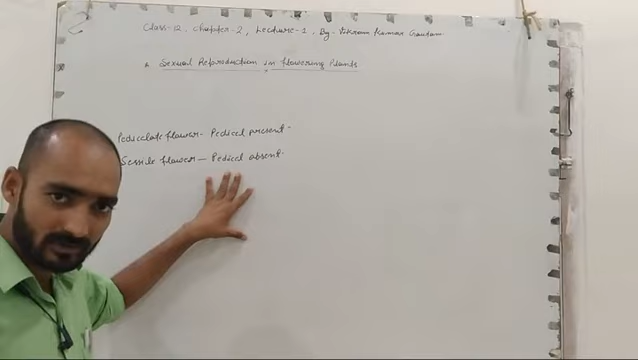 Class-12, Chapter-2, Lecture-1, By- Vikram Kumar Gautam
Sexual Reproduction in flowering Plants
Pedicelate flower- Pedicel present-
Sessile flower — Pedicel absent-